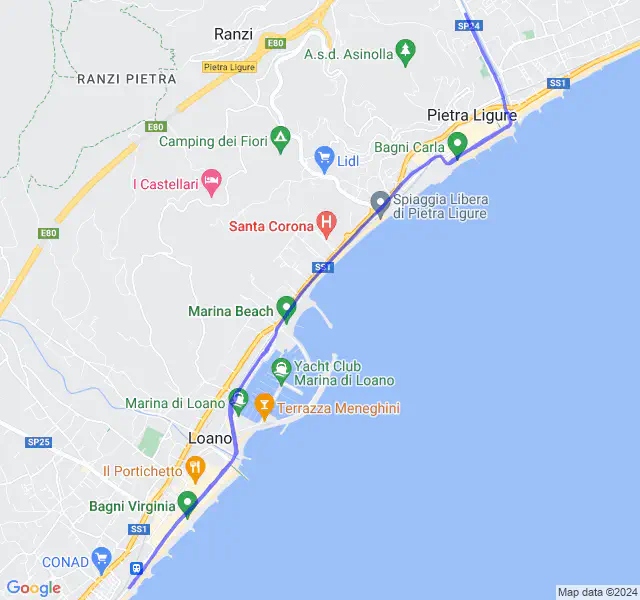 Ranzi
SP24
E80
A.s.d. Asinolla
Pietra Ligure
RANZI PIETRA
SS1
Pietra Ligure
E80
Camping dei Fiori
Bagni Carla
Lidl
I Castellari
Spiaggia Libera
di Pietra Ligure
Santa Corona
H
E80
SS1
Marina Beach
Yacht Club
Marina di Loano
Marina di Loano
Terrazza Meneghini
Loano
SP25
Il Portichetto
Bagni Virginia
SS1
CONAD
Google
Map data ©2024